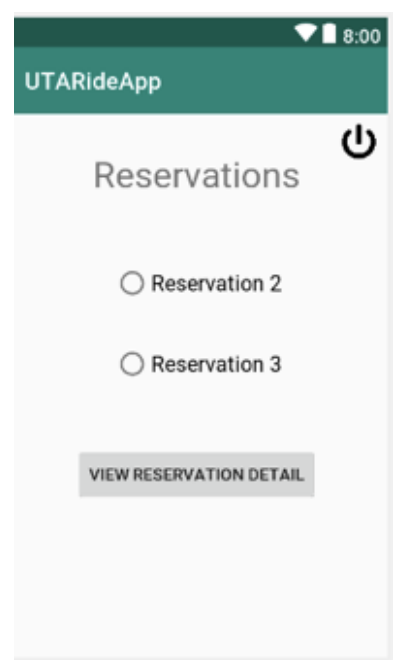 8:00
UTARideApp
Reservations
Reservation 2
Reservation 3
VIEW RESERVATION DETAIL